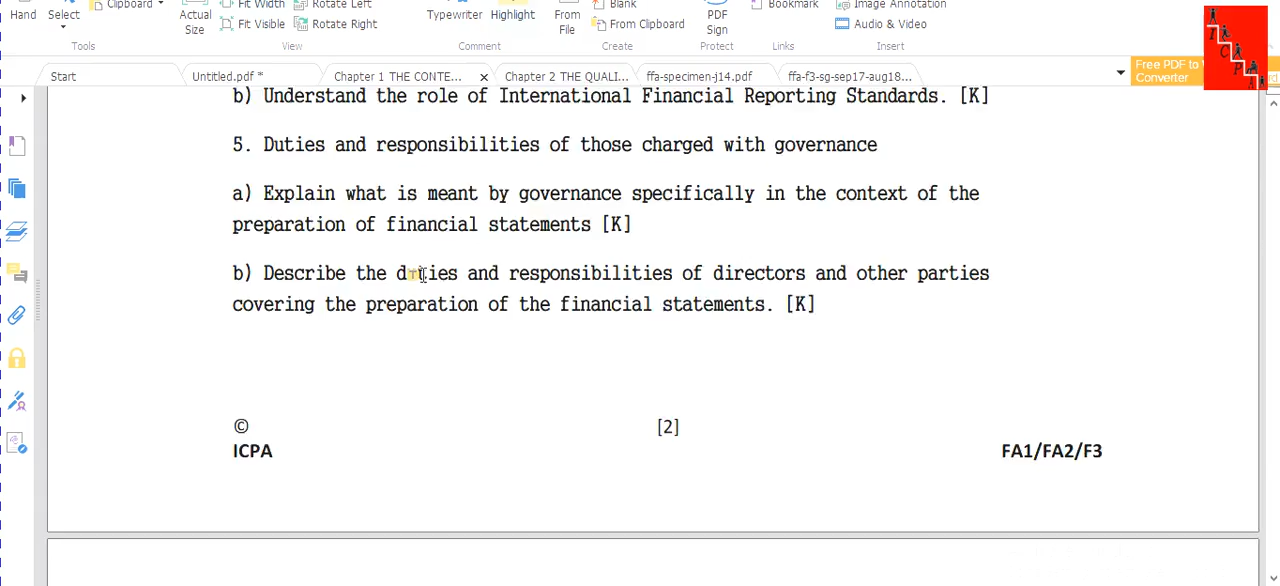 Hand
Select
Clipboard
Actual
Size
Fit Width
Fit Visible
Rotate Left
Rotate Right
Typewriter
Highlight
From
File
Blank
From Clipboard
PDF
Sign
Bookmark
Image Annotation
Audio & Video
Tools
View
Comment
Create
Protect
Links
Insert
Start
Untitled.pdf *
Chapter 1 THE CONTE...
Chapter 2 THE QUALI...
ffa-specimen-j14.pdf
ffa-f3-sg-sep17-aug18...
Free PDF to
Converter
I
C
P
A
b) Understand the role of International Financial Reporting Standards. [K]
5. Duties and responsibilities of those charged with governance
a) Explain what is meant by governance specifically in the context of the
preparation of financial statements [K]
b) Describe the duties and responsibilities of directors and other parties
covering the preparation of the financial statements. [K]
©
ICPA
[2]
FA1/FA2/F3